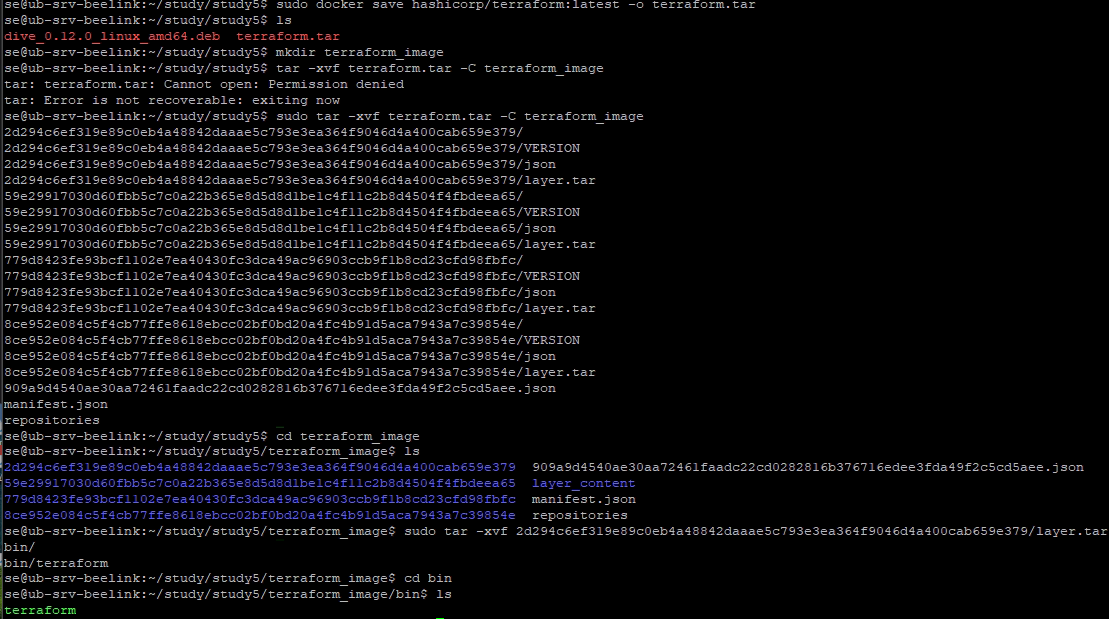 se@ub-srv-beelink:~/study/study5$ sudo docker save hashicorp/terraform:latest -o terraform.tar
se@ub-srv-beelink:~/study/study5$ ls
dive_0.12.0_linux_amd64.deb  terraform.tar
se@ub-srv-beelink:~/study/study5$ mkdir terraform_image
se@ub-srv-beelink:~/study/study5$ tar -xvf terraform.tar -C terraform_image
tar: terraform.tar: Cannot open: Permission denied
tar: Error is not recoverable: exiting now
se@ub-srv-beelink:~/study/study5$ sudo tar -xvf terraform.tar -C terraform_image
2d294c6ef319e89c0eb4a48842daaae5c793e3ea364f9046d4a400cab659e379/
2d294c6ef319e89c0eb4a48842daaae5c793e3ea364f9046d4a400cab659e379/VERSION
2d294c6ef319e89c0eb4a48842daaae5c793e3ea364f9046d4a400cab659e379/json
2d294c6ef319e89c0eb4a48842daaae5c793e3ea364f9046d4a400cab659e379/layer.tar
59e29917030d60fbb5c7c0a22b365e8d5d8d1be1c4f11c2b8d4504f4fbdeea65/
59e29917030d60fbb5c7c0a22b365e8d5d8d1be1c4f11c2b8d4504f4fbdeea65/VERSION
59e29917030d60fbb5c7c0a22b365e8d5d8d1be1c4f11c2b8d4504f4fbdeea65/json
59e29917030d60fbb5c7c0a22b365e8d5d8d1be1c4f11c2b8d4504f4fbdeea65/layer.tar
779d8423fe93bcf1102e7ea40430fc3dca49ac96903ccb9f1b8cd23cfd98fbfc/
779d8423fe93bcf1102e7ea40430fc3dca49ac96903ccb9f1b8cd23cfd98fbfc/VERSION
779d8423fe93bcf1102e7ea40430fc3dca49ac96903ccb9f1b8cd23cfd98fbfc/json
779d8423fe93bcf1102e7ea40430fc3dca49ac96903ccb9f1b8cd23cfd98fbfc/layer.tar
8ce952e084c5f4cb77ffe8618ebcc02bf0bd20a4fc4b91d5aca7943a7c39854e/
8ce952e084c5f4cb77ffe8618ebcc02bf0bd20a4fc4b91d5aca7943a7c39854e/VERSION
8ce952e084c5f4cb77ffe8618ebcc02bf0bd20a4fc4b91d5aca7943a7c39854e/json
8ce952e084c5f4cb77ffe8618ebcc02bf0bd20a4fc4b91d5aca7943a7c39854e/layer.tar
909a9d4540ae30aa72461faadc22cd0282816b376716edee3fda49f2c5cd5aee.json
manifest.json
repositories
se@ub-srv-beelink:~/study/study5$ cd terraform_image
se@ub-srv-beelink:~/study/study5/terraform_image$ ls
2d294c6ef319e89c0eb4a48842daaae5c793e3ea364f9046d4a400cab659e379  909a9d4540ae30aa72461faadc22cd0282816b376716edee3fda49f2c5cd5aee.json
59e29917030d60fbb5c7c0a22b365e8d5d8d1be1c4f11c2b8d4504f4fbdeea65  layer_content
779d8423fe93bcf1102e7ea40430fc3dca49ac96903ccb9f1b8cd23cfd98fbfc  manifest.json
8ce952e084c5f4cb77ffe8618ebcc02bf0bd20a4fc4b91d5aca7943a7c39854e  repositories
se@ub-srv-beelink:~/study/study5/terraform_image$ sudo tar -xvf 2d294c6ef319e89c0eb4a48842daaae5c793e3ea364f9046d4a400cab659e379/layer.tar
bin/
bin/terraform
se@ub-srv-beelink:~/study/study5/terraform_image$ cd bin
se@ub-srv-beelink:~/study/study5/terraform_image/bin$ ls
terraform